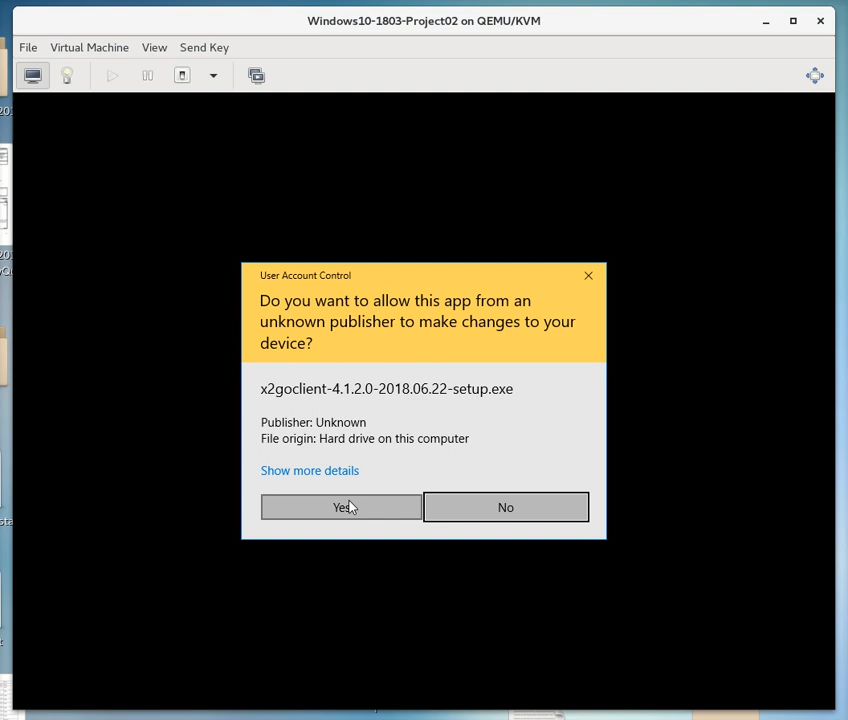 Windows10-1803-Project02 on QEMU/KVM
File Virtual Machine View Send Key
User Account Control
Do you want to allow this app from an
unknown publisher to make changes to your
device?
x2goclient-4.1.2.0-2018.06.22-setup.exe
Publisher: Unknown
File origin: Hard drive on this computer
Show more details
Yes No